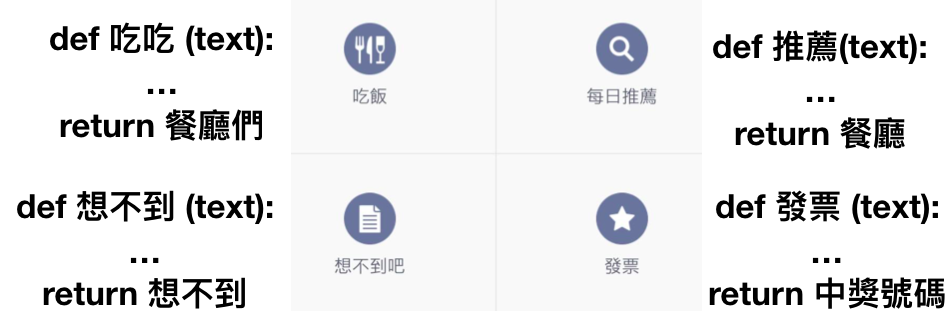 def 吃吃 (text):
...
return 餐廳們
吃飯
每日推薦
def 推薦(text):
...
return 餐廳
def 想不到 (text):
...
return 想不到
想不到吧
發票
def 發票 (text):
...
return 中獎號碼